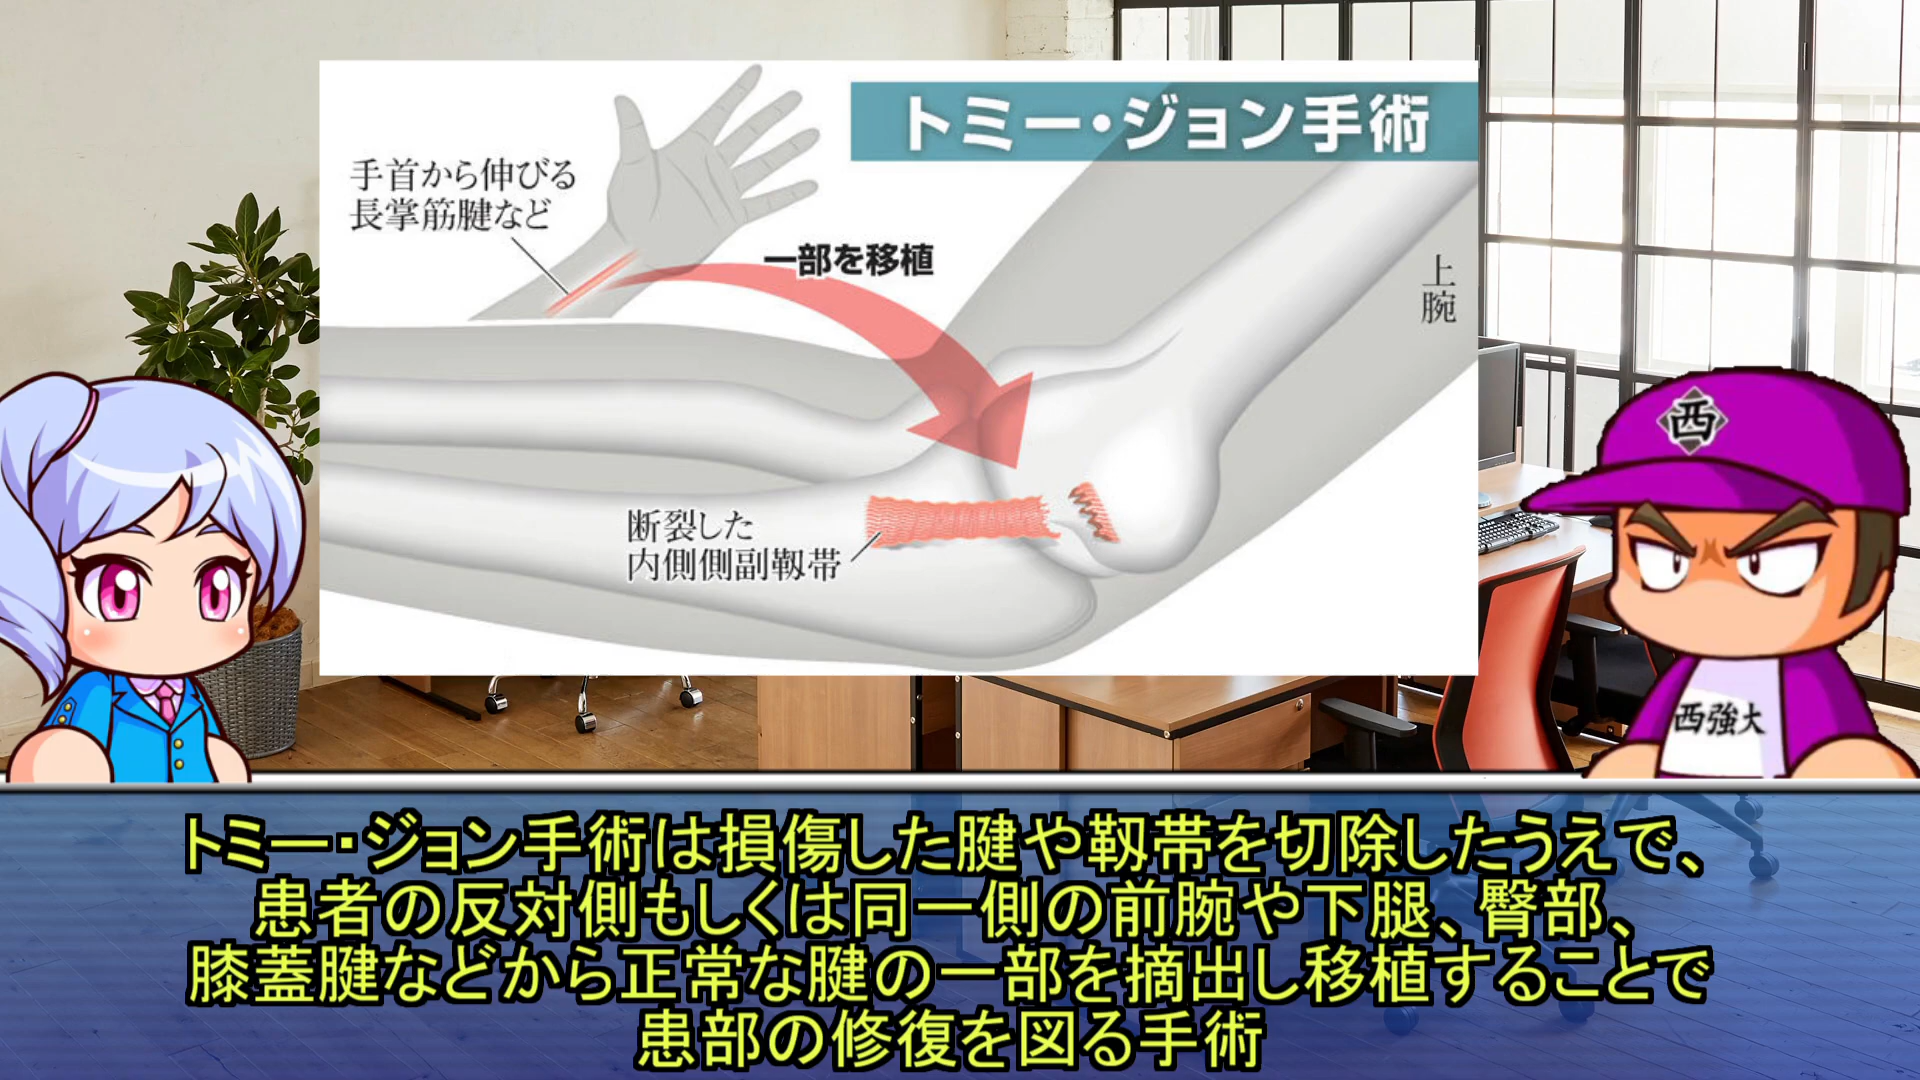 トミー・ジョン手術
手首から伸びる
長掌筋腱など
一部を移植
上腕
断裂した
内側側副靱帯
西
西強大
トミー・ジョン手術は損傷した腱や靱帯を切除したうえで、
患者の反対側もしくは同一側の前腕や下腿、臀部、
膝蓋腱などから正常な腱の一部を摘出し移植することで
患部の修復を図る手術